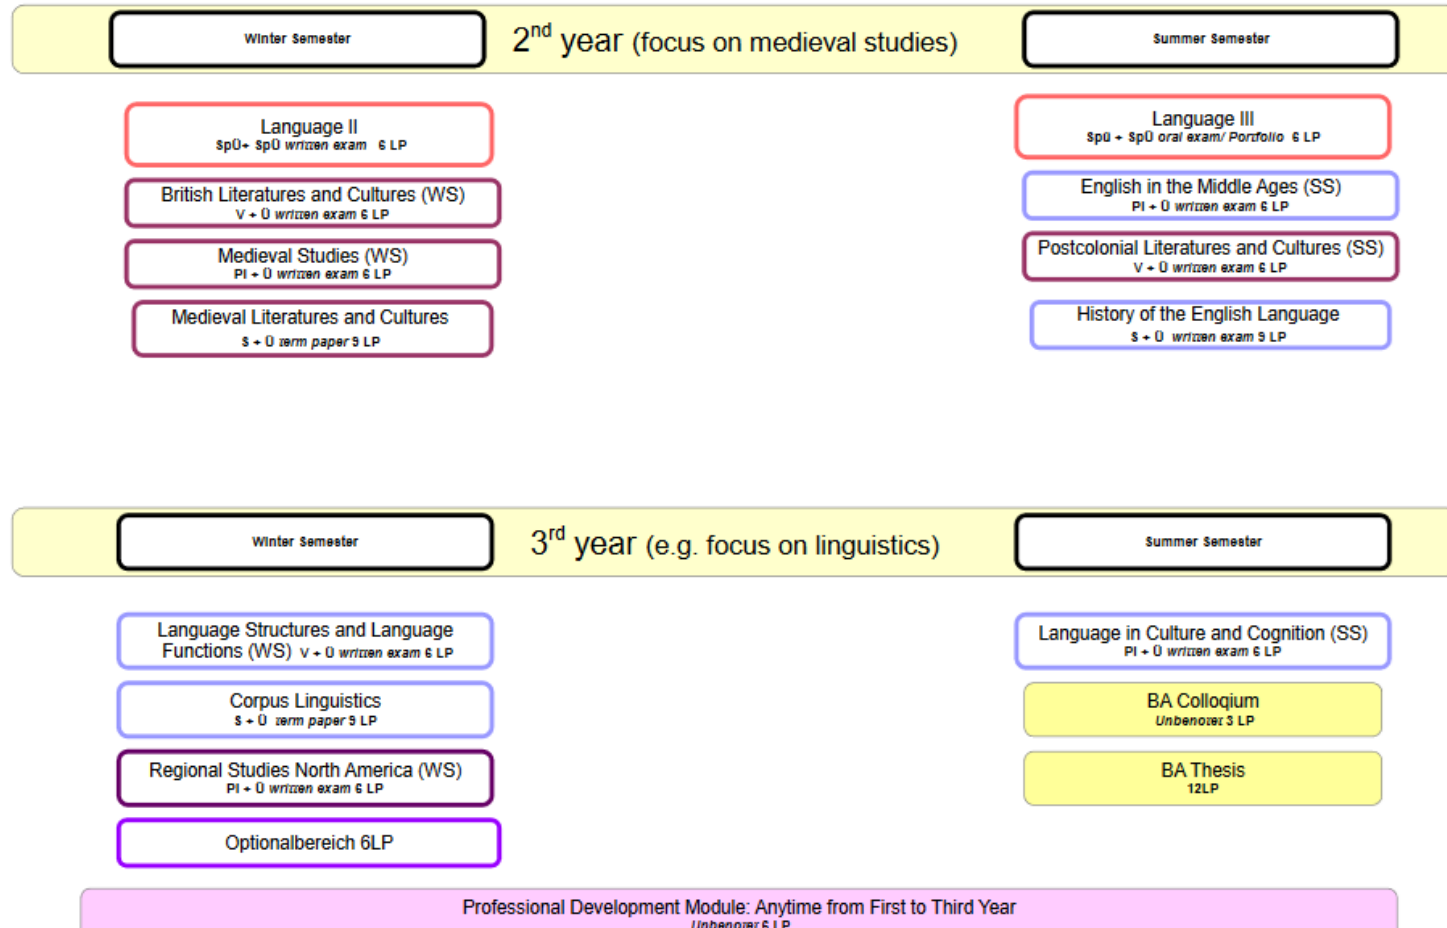 Winter Semester
2nd year (focus on medieval studies)
Summer Semester
Language II
SpÜ+ SpÜ written exam 6 LP
British Literatures and Cultures (WS)
V + Ü written exam 6 LP
Medieval Studies (WS)
Pl + Ü written exam 6 LP
Medieval Literatures and Cultures
S + Ü term paper 9 LP
Language III
Spü + SpÜ oral exam/ Portfolio 6 LP
English in the Middle Ages (SS)
Pl + Ü written exam 6 LP
Postcolonial Literatures and Cultures (SS)
V + Ü written exam 6 LP
History of the English Language
S + Ü written exam 9 LP
Winter Semester
3rd year (e.g. focus on linguistics)
Summer Semester
Language Structures and Language
Functions (WS) V + Ü written exam 6 LP
Corpus Linguistics
S + Ü term paper 9 LP
Regional Studies North America (WS)
Pl + Ü written exam 6 LP
Optionalbereich 6LP
Language in Culture and Cognition (SS)
Pl + Ü written exam 6 LP
BA Colloqium
Unbenotet 3 LP
BA Thesis
12LP
Professional Development Module: Anytime from First to Third Year
Unbenotet 6 LP